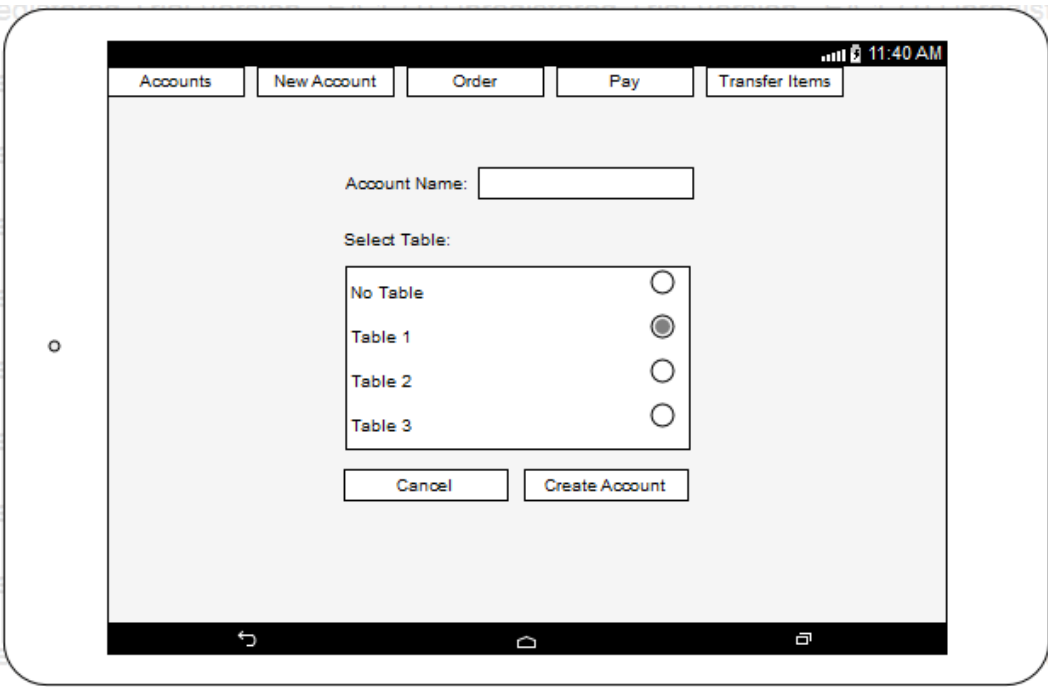 11:40 AM
Accounts New Account Order Pay Transfer Items
Account Name:
Select Table:
No Table
Table 1
Table 2
Table 3
Cancel Create Account